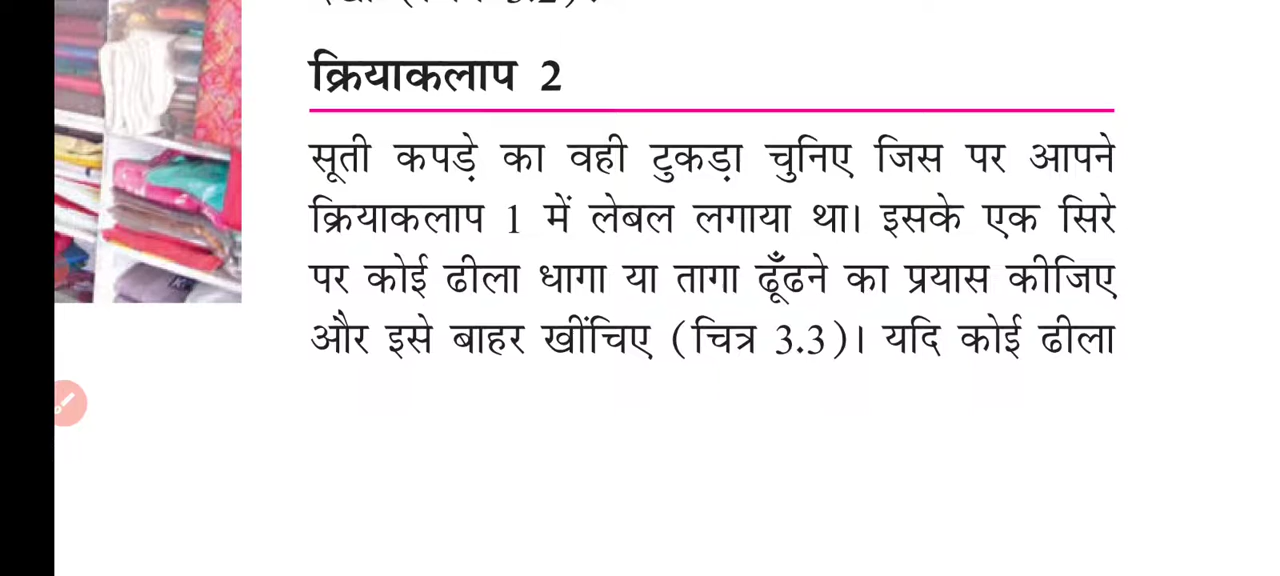 क्रियाकलाप 2
सूती कपड़े का वही टुकड़ा चुनिए जिस पर आपने
क्रियाकलाप 1 में लेबल लगाया था। इसके एक सिरे
पर कोई ढीला धागा या तागा ढूँढने का प्रयास कीजिए
और इसे बाहर खींचिए (चित्र 3.3)। यदि कोई ढीला